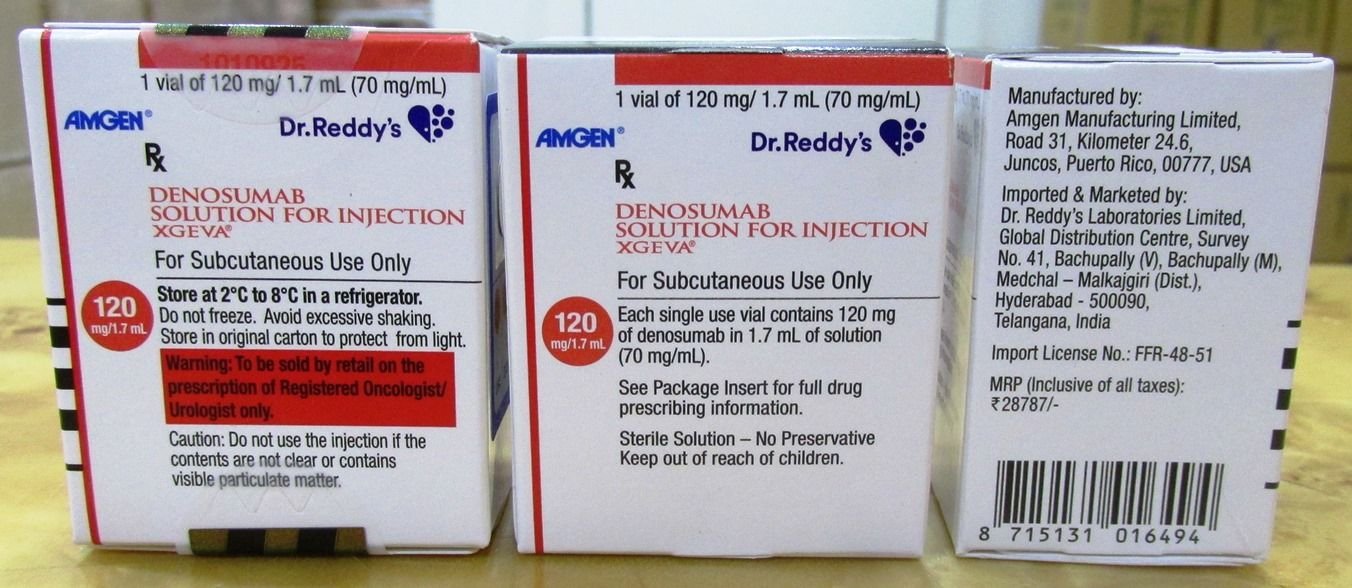 1010925
1 vial of 120 mg/ 1.7 mL (70 mg/mL)
AMGEN®
Dr.Reddy's
Rx
DENOSUMAB
SOLUTION FOR INJECTION
XGEVA®
For Subcutaneous Use Only
120
mg/1.7 mL
Store at 2°C to 8°C in a refrigerator.
Do not freeze. Avoid excessive shaking.
Store in original carton to protect from light.
Warning: To be sold by retail on the
prescription of Registered Oncologist/
Urologist only.
Caution: Do not use the injection if the
contents are not clear or contains
visible particulate matter.
1 vial of 120 mg/ 1.7 mL (70 mg/mL)
AMGEN®
Dr.Reddy's
Rx
DENOSUMAB
SOLUTION FOR INJECTION
XGEVA®
For Subcutaneous Use Only
120
mg/1.7 mL
Each single use vial contains 120 mg
of denosumab in 1.7 mL of solution
(70 mg/mL).
See Package Insert for full drug
prescribing information.
Sterile Solution – No Preservative
Keep out of reach of children.
Manufactured by:
Amgen Manufacturing Limited,
Road 31, Kilometer 24.6,
Juncos, Puerto Rico, 00777, USA
Imported & Marketed by:
Dr. Reddy's Laboratories Limited,
Global Distribution Centre, Survey
No. 41, Bachupally (V), Bachupally (M),
Medchal – Malkajgiri (Dist.),
Hyderabad - 500090,
Telangana, India
Import License No.: FFR-48-51
MRP (Inclusive of all taxes):
₹28787/-
8 715131 016494